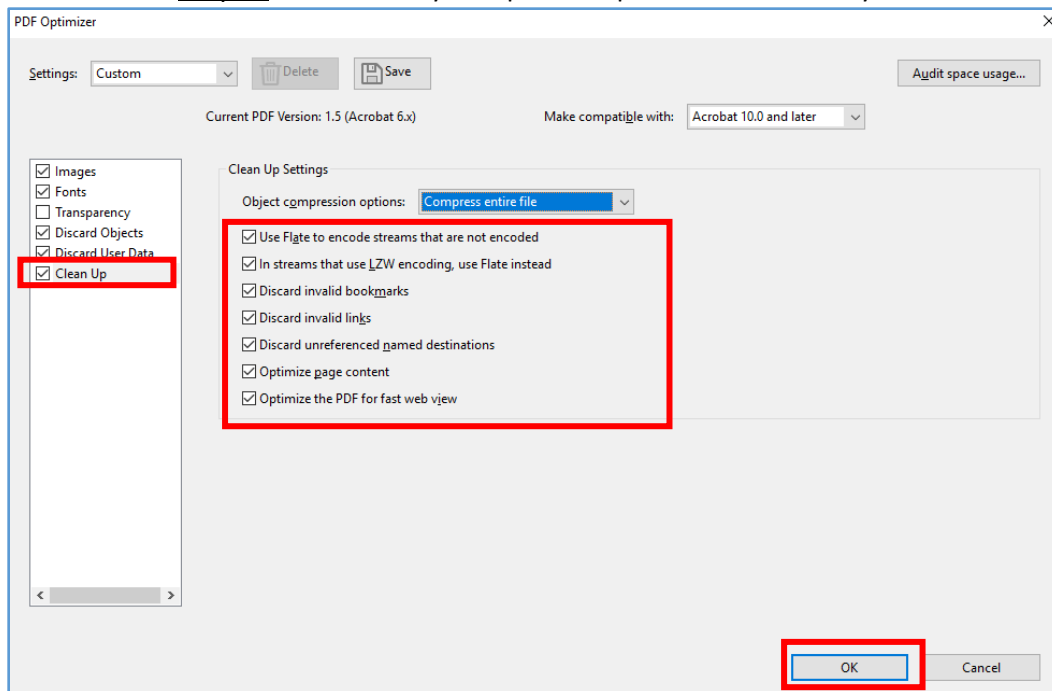 PDF Optimizer
Settings: Custom Delete Save Audit space usage...
Current PDF Version: 1.5 (Acrobat 6.x) Make compatible with: Acrobat 10.0 and later
Images
Fonts
Transparency
Discard Objects
Discard User Data
Clean Up
Clean Up Settings
Object compression options: Compress entire file
Use Flate to encode streams that are not encoded
In streams that use LZW encoding, use Flate instead
Discard invalid bookmarks
Discard invalid links
Discard unreferenced named destinations
Optimize page content
Optimize the PDF for fast web view
OK Cancel